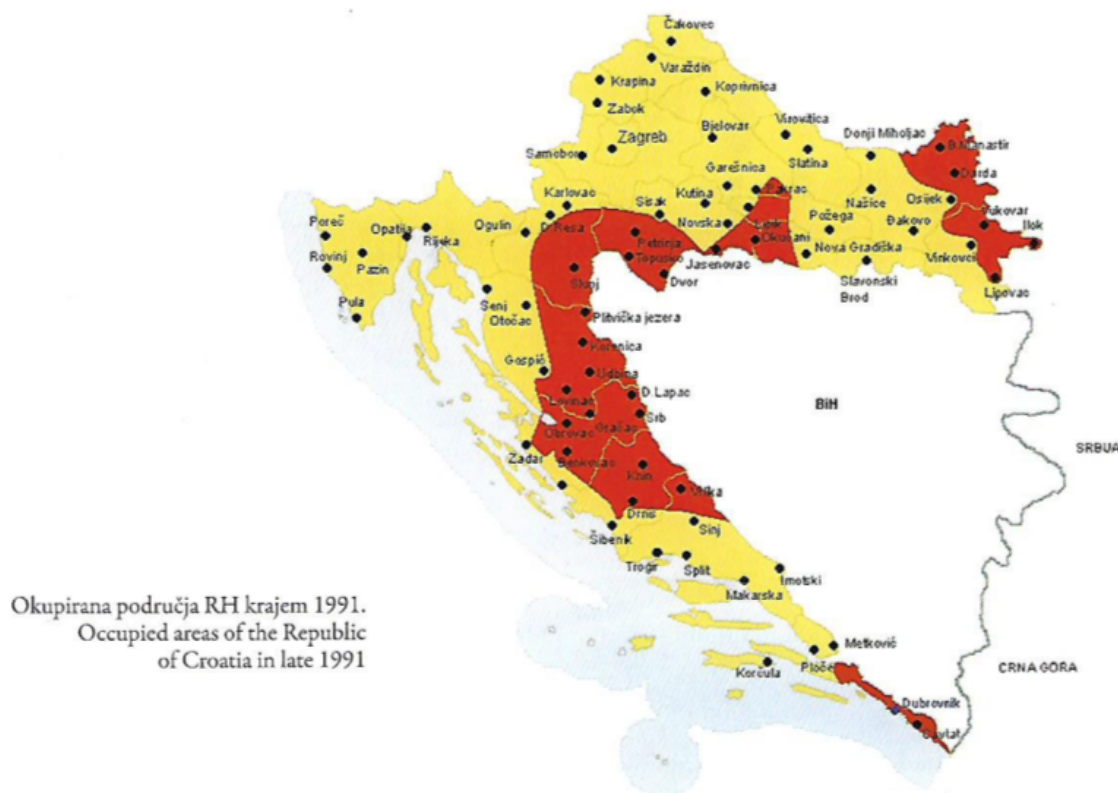 Čakovec
Varaždin
Krapina
Koprivnica
Zabok
Virovitica
Bjelovar
Zagreb
Donji Miholjac
B.Manastir
Samobor
Slatina
Garešnica
Darda
Karlovac
Kutina
Pakrac
Našice
Osijek
Sisak
Vukovar
Poreč
Opatija
Rijeka
Ogulin
D.Resa
Novska
Lipik
Požega
Đakovo
Ilok
Petrinja
Okučani
Rovinj
Pazin
Topusko
Jasenovac
Nova Gradiška
Vinkovci
Slunj
Dvor
Slavonski
Brod
Lipovac
Pula
Senj
Otočac
Plitvička jezera
Korenica
Gospić
Udbina
Lovinac
D.Lapac
BiH
Gračac
Srb
Obrovac
Zadar
Benkovac
Knin
SRBIJA
Vrlika
Drniš
Sinj
Šibenik
Trogir
Split
Imotski
Makarska
Okupirana područja RH krajem 1991.
Occupied areas of the Republic
of Croatia in late 1991
Metković
Ploče
Korčula
CRNA GORA
Dubrovnik
Cavtat